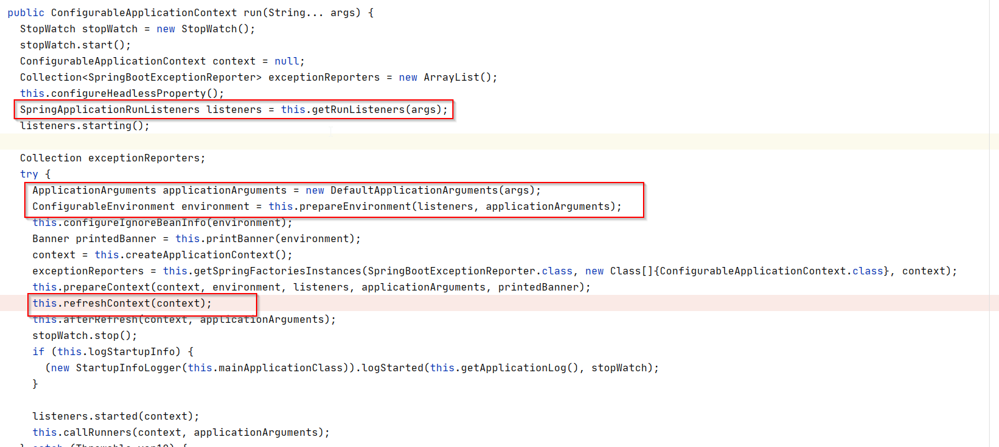 public ConfigurableApplicationContext run(String... args) {
StopWatch stopWatch = new StopWatch();
stopWatch.start();
ConfigurableApplicationContext context = null;
Collection<SpringBootExceptionReporter> exceptionReporters = new ArrayList();
this.configureHeadlessProperty();
SpringApplicationRunListeners listeners = this.getRunListeners(args);
listeners.starting();
Collection exceptionReporters;
try {
ApplicationArguments applicationArguments = new DefaultApplicationArguments(args);
ConfigurableEnvironment environment = this.prepareEnvironment(listeners, applicationArguments);
this.configureIgnoreBeanInfo(environment);
Banner printedBanner = this.printBanner(environment);
context = this.createApplicationContext();
exceptionReporters = this.getSpringFactoriesInstances(SpringBootExceptionReporter.class, new Class[]{ConfigurableApplicationContext.class}, context);
this.prepareContext(context, environment, listeners, applicationArguments, printedBanner);
this.refreshContext(context);
this.afterRefresh(context, applicationArguments);
stopWatch.stop();
if (this.logStartupInfo) {
(new StartupInfoLogger(this.mainApplicationClass)).logStarted(this.getApplicationLog(), stopWatch);
}
listeners.started(context);
this.callRunners(context, applicationArguments);
} catch (Throwable var10) {